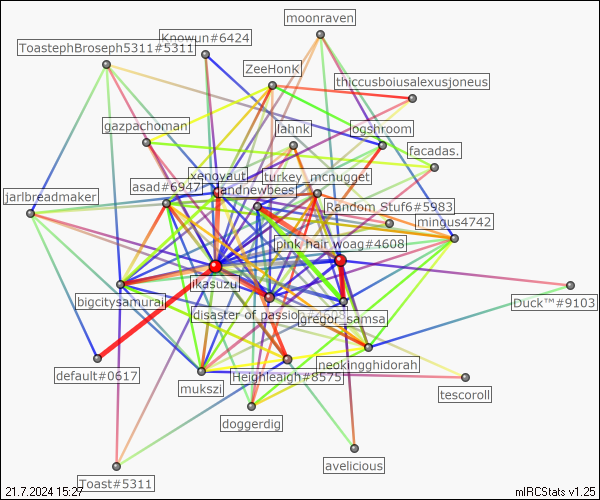 moonraven
Knowun#6424
ToastephBroseph5311#5311
ZeeHonK
thiccusboiusalexusjoneus
gazpachoman
lahnk
ogshroom
facadas.
xenovaut
turkey_mcnugget
asad#6947
andnewbees
jarlbreadmaker
Random Stuf6#5983
mingus4742
pink hair woag#4608
ikasuzu
bigcitysamurai
Duck™#9103
disaster of passion#4608
gregor_samsa
neokingghidorah
default#0617
Heighleaigh#8575
mukszi
tescoroll
doggerdig
avelicious
Toast#5311
21.7.2024 15:27
mIRCStats v1.25